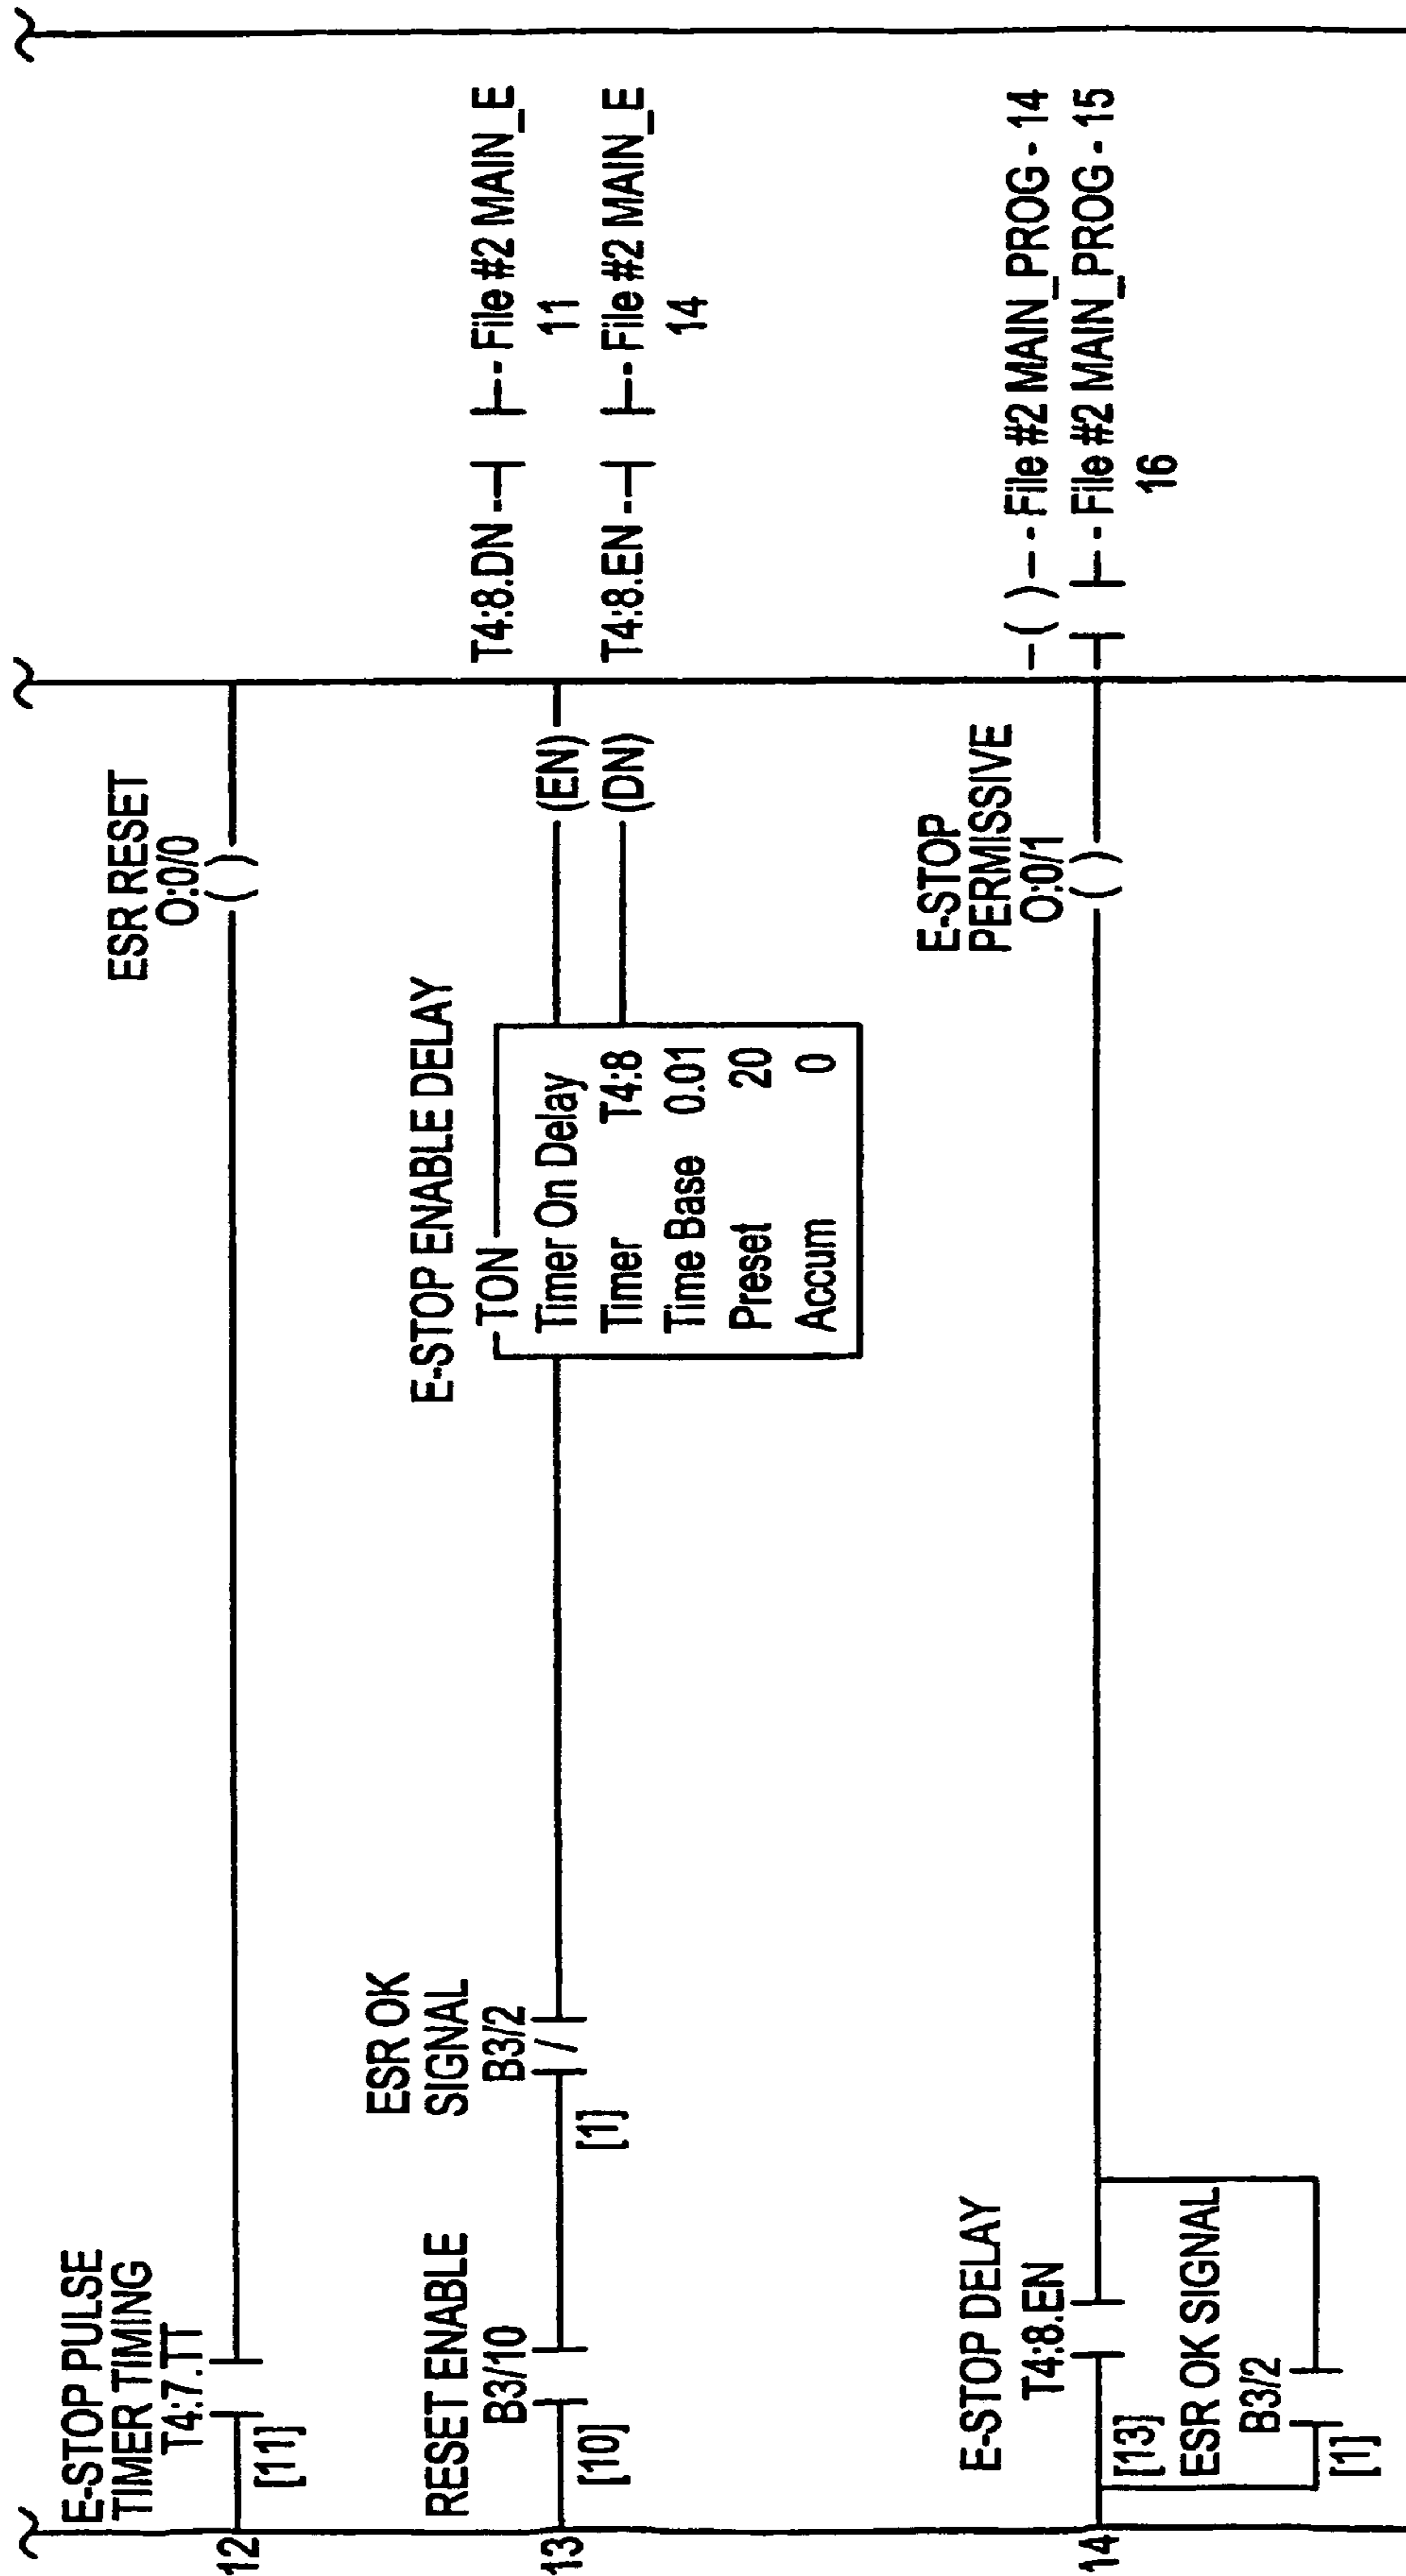 E-STOP PULSE
TIMER TIMING
T4:7.TT
12
[11]
ESR RESET
O:0/0
( )
RESET ENABLE
B3/10
13
[10]
ESR OK
SIGNAL
B3/2
/
[1]
E-STOP ENABLE DELAY
TON
Timer On Delay
Timer T4:8
Time Base 0.01
Preset 20
Accum 0
(EN)
(DN)
T4:8.DN - File #2 MAIN_E
11
T4:8.EN - File #2 MAIN_E
14
E-STOP DELAY
T4:8.EN
14
[13]
ESR OK SIGNAL
B3/2
[1]
E-STOP
PERMISSIVE
O:0/1
( )
-( )- - File #2 MAIN_PROG - 14
- File #2 MAIN_PROG - 15
16